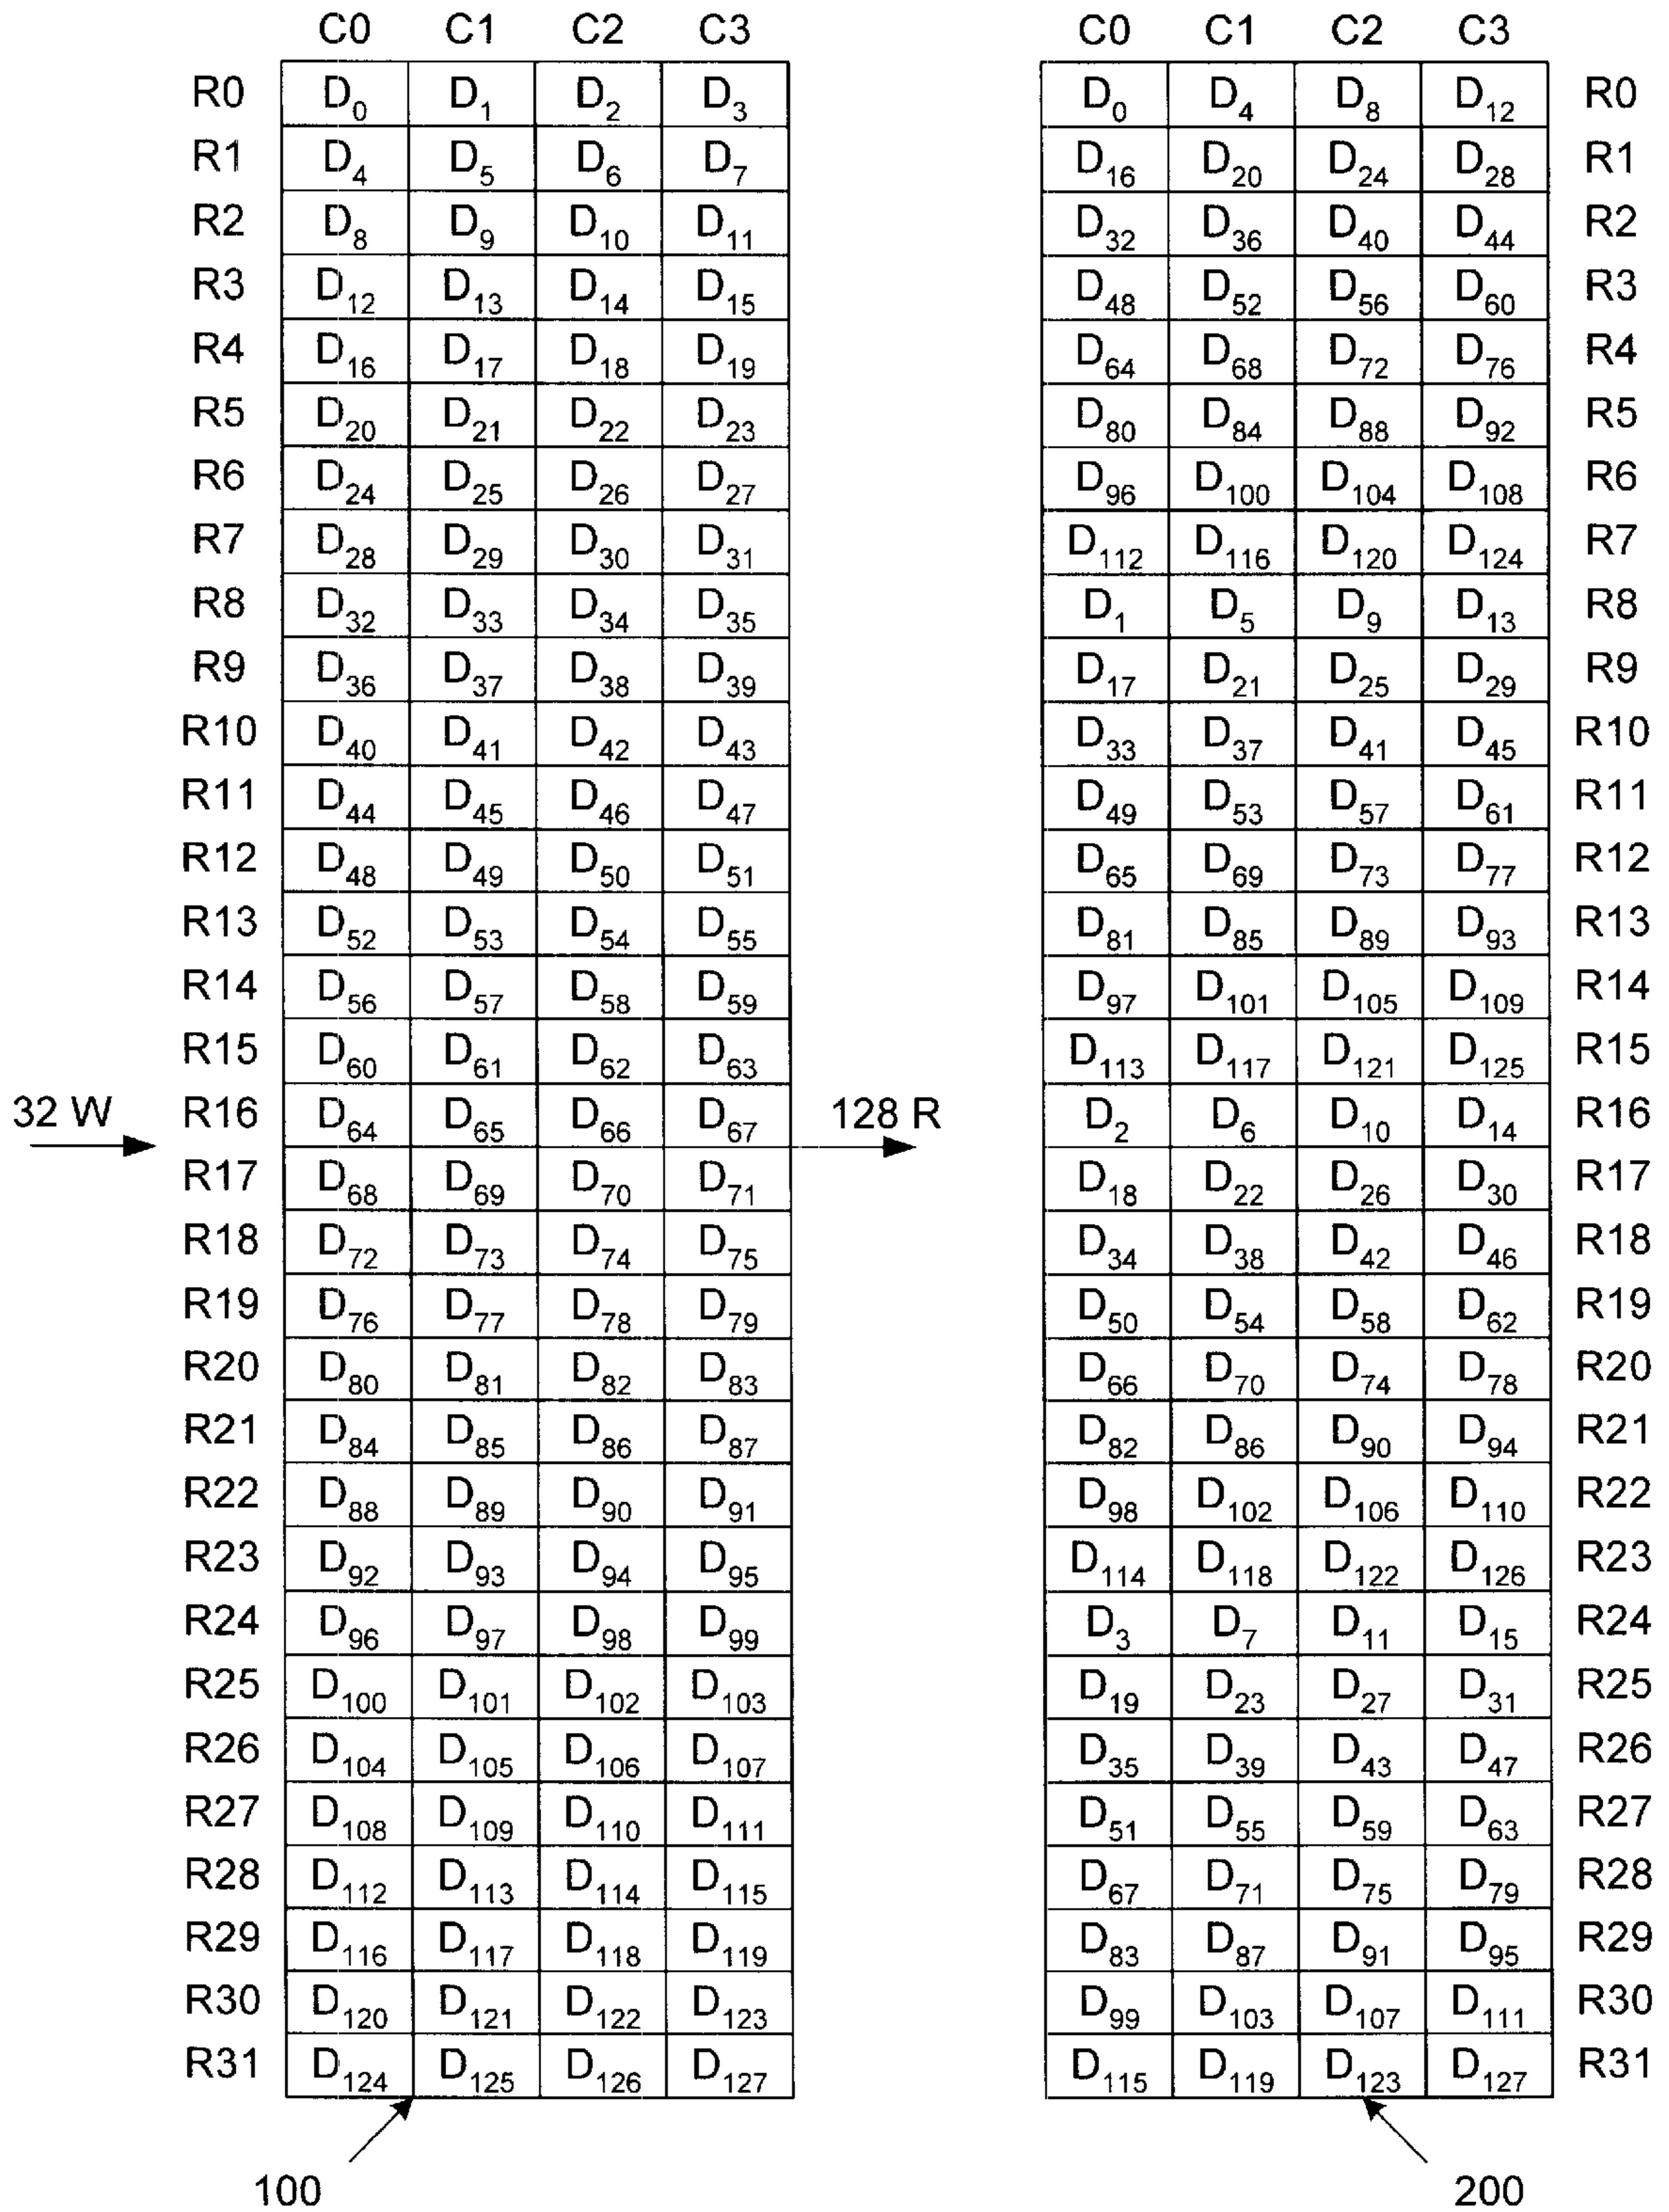 C0 C1 C2 C3 C0 C1 C2 C3
R0 D0 D1 D2 D3 D0 D4 D8 D12 R0
R1 D4 D5 D6 D7 D16 D20 D24 D28 R1
R2 D8 D9 D10 D11 D32 D36 D40 D44 R2
R3 D12 D13 D14 D15 D48 D52 D56 D60 R3
R4 D16 D17 D18 D19 D64 D68 D72 D76 R4
R5 D20 D21 D22 D23 D80 D84 D88 D92 R5
R6 D24 D25 D26 D27 D96 D100 D104 D108 R6
R7 D28 D29 D30 D31 D112 D116 D120 D124 R7
R8 D32 D33 D34 D35 D1 D5 D9 D13 R8
R9 D36 D37 D38 D39 D17 D21 D25 D29 R9
R10 D40 D41 D42 D43 D33 D37 D41 D45 R10
R11 D44 D45 D46 D47 D49 D53 D57 D61 R11
R12 D48 D49 D50 D51 D65 D69 D73 D77 R12
R13 D52 D53 D54 D55 D81 D85 D89 D93 R13
R14 D56 D57 D58 D59 D97 D101 D105 D109 R14
R15 D60 D61 D62 D63 D113 D117 D121 D125 R15
32 W R16 D64 D65 D66 D67 128 R D2 D6 D10 D14 R16
R17 D68 D69 D70 D71 D18 D22 D26 D30 R17
R18 D72 D73 D74 D75 D34 D38 D42 D46 R18
R19 D76 D77 D78 D79 D50 D54 D58 D62 R19
R20 D80 D81 D82 D83 D66 D70 D74 D78 R20
R21 D84 D85 D86 D87 D82 D86 D90 D94 R21
R22 D88 D89 D90 D91 D98 D102 D106 D110 R22
R23 D92 D93 D94 D95 D114 D118 D122 D126 R23
R24 D96 D97 D98 D99 D3 D7 D11 D15 R24
R25 D100 D101 D102 D103 D19 D23 D27 D31 R25
R26 D104 D105 D106 D107 D35 D39 D43 D47 R26
R27 D108 D109 D110 D111 D51 D55 D59 D63 R27
R28 D112 D113 D114 D115 D67 D71 D75 D79 R28
R29 D116 D117 D118 D119 D83 D87 D91 D95 R29
R30 D120 D121 D122 D123 D99 D103 D107 D111 R30
R31 D124 D125 D126 D127 D115 D119 D123 D127 R31
100 200